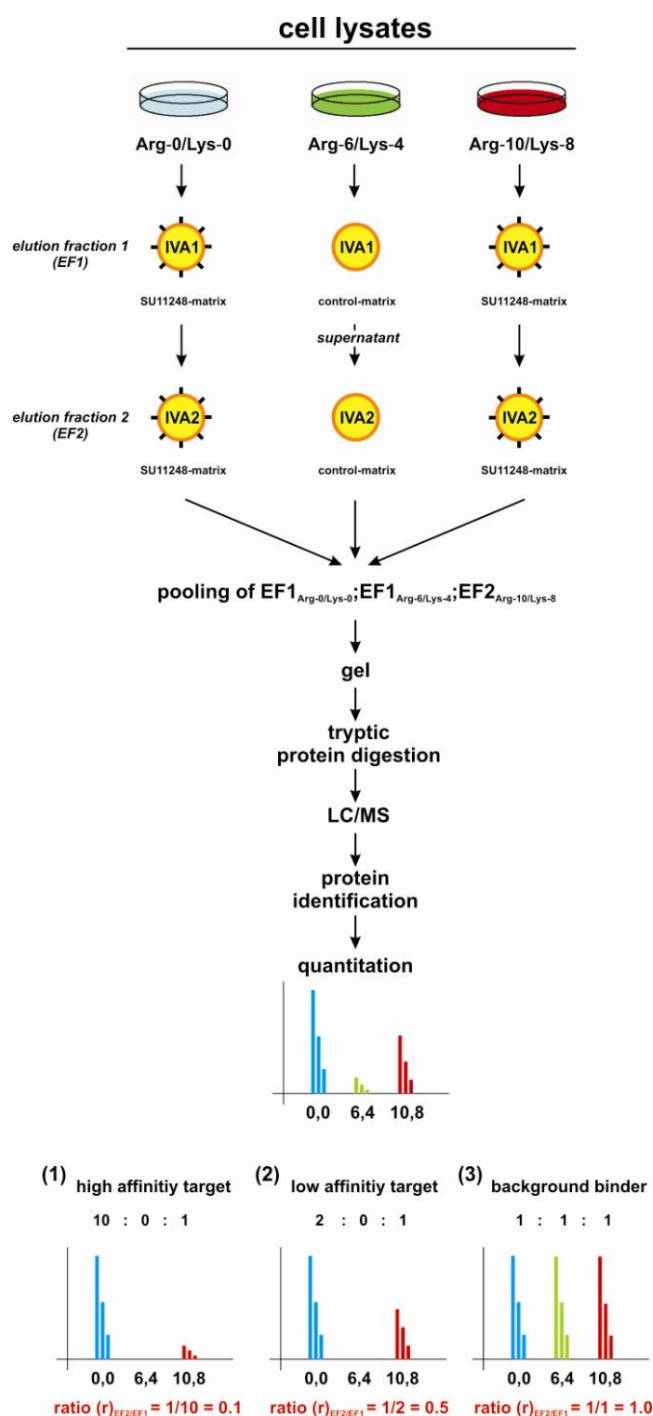 cell lysates
Arg-0/Lys-0 Arg-6/Lys-4 Arg-10/Lys-8
elution fraction 1
(EF1)
IVA1 IVA1 IVA1
SU11248-matrix control-matrix SU11248-matrix
supernatant
elution fraction 2
(EF2)
IVA2 IVA2 IVA2
SU11248-matrix control-matrix SU11248-matrix
pooling of EF1Arg-0/Lys-0;EF1Arg-6/Lys-4;EF2Arg-10/Lys-8
gel
tryptic
protein digestion
LC/MS
protein
identification
quantitation
0,0 6,4 10,8
(1) high affinitiy target (2) low affinitiy target (3) background binder
10 : 0 : 1 2 : 0 : 1 1 : 1 : 1
0,0 6,4 10,8 0,0 6,4 10,8 0,0 6,4 10,8
ratio (r)EF2/EF1 = 1/10 = 0.1 ratio (r)EF2/EF1 = 1/2 = 0.5 ratio (r)EF2/EF1 = 1/1 = 1.0